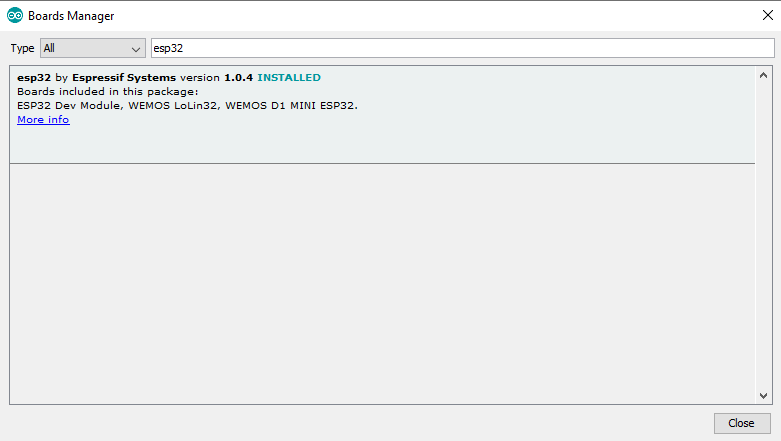 Boards Manager
Type All esp32
esp32 by Espressif Systems version 1.0.4 INSTALLED
Boards included in this package:
ESP32 Dev Module, WEMOS LoLin32, WEMOS D1 MINI ESP32.
More info
Close